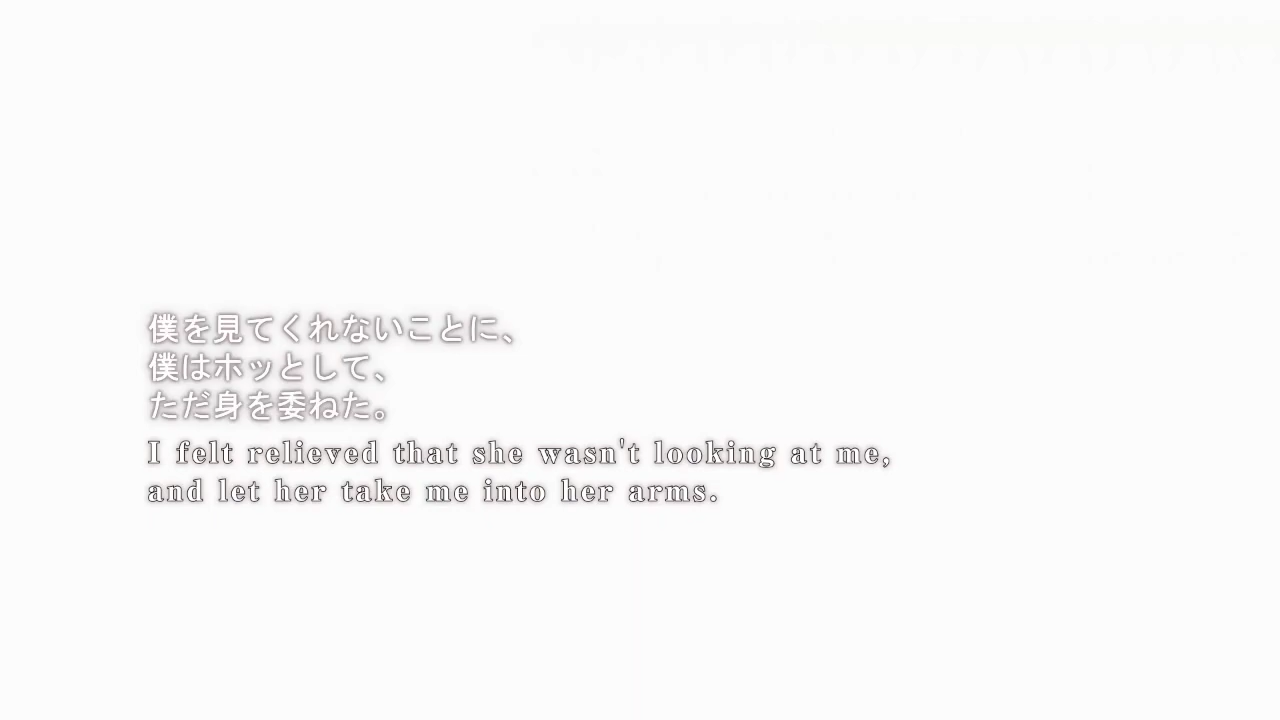 僕を見てくれないことに、
僕はホッとして、
ただ身を委ねた。
I felt relieved that she wasn't looking at me,
and let her take me into her arms.